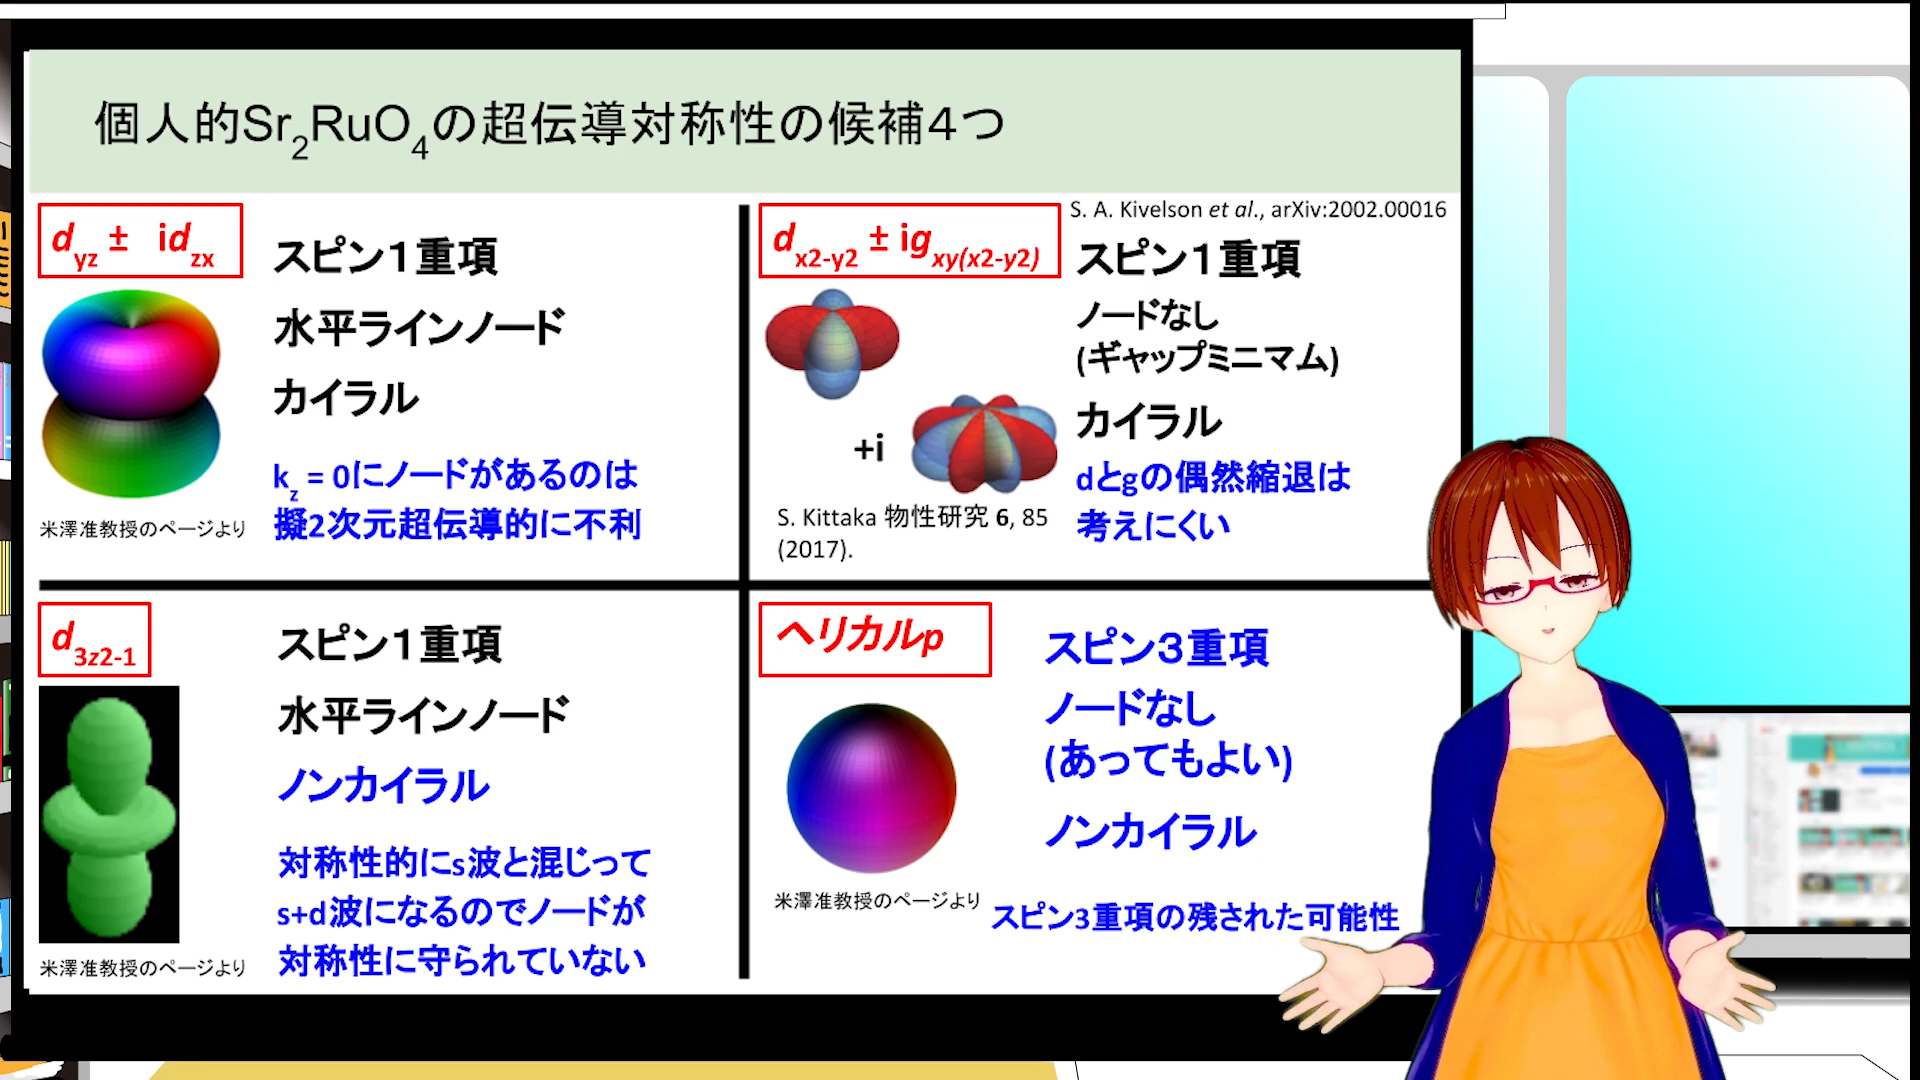 個人的Sr2RuO4の超伝導対称性の候補４つ
dyz ± idzx
スピン１重項
水平ラインノード
カイラル
kz = 0にノードがあるのは
擬2次元超伝導的に不利
米澤准教授のページより
dx2-y2 ± igxy(x2-y2)
S. A. Kivelson et al., arXiv:2002.00016
スピン１重項
ノードなし
(ギャップミニマム)
カイラル
dとgの偶然縮退は
考えにくい
+i
S. Kittaka 物性研究 6, 85
(2017).
d3z2-1
スピン１重項
水平ラインノード
ノンカイラル
対称性的にs波と混じって
s+d波になるのでノードが
対称性に守られていない
米澤准教授のページより
ヘリカルp
スピン３重項
ノードなし
(あってもよい)
ノンカイラル
米澤准教授のページより
スピン3重項の残された可能性